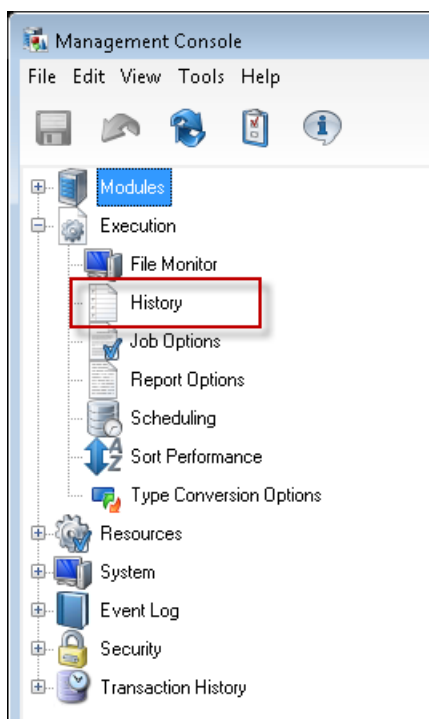 Management Console
File Edit View Tools Help
Modules
Execution
File Monitor
History
Job Options
Report Options
Scheduling
Sort Performance
Type Conversion Options
Resources
System
Event Log
Security
Transaction History